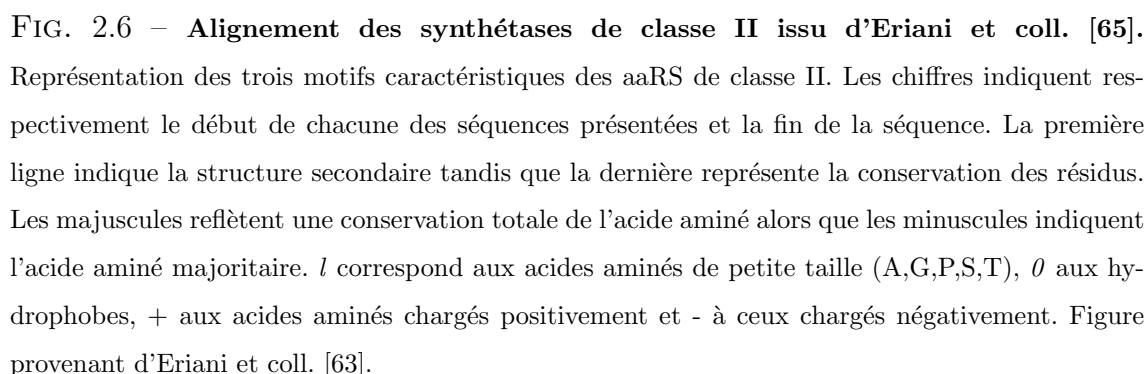 FIG. 2.6 – Alignement des synthétases de classe II issu d'Eriani et coll. [65].
Représentation des trois motifs caractéristiques des aaRS de classe II. Les chiffres indiquent res-
pectivement le début de chacune des séquences présentées et la fin de la séquence. La première
ligne indique la structure secondaire tandis que la dernière représente la conservation des résidus.
Les majuscules reflètent une conservation totale de l'acide aminé alors que les minuscules indiquent
l'acide aminé majoritaire. l correspond aux acides aminés de petite taille (A,G,P,S,T), 0 aux hy-
drophobes, + aux acides aminés chargés positivement et - à ceux chargés négativement. Figure
provenant d'Eriani et coll. [63].